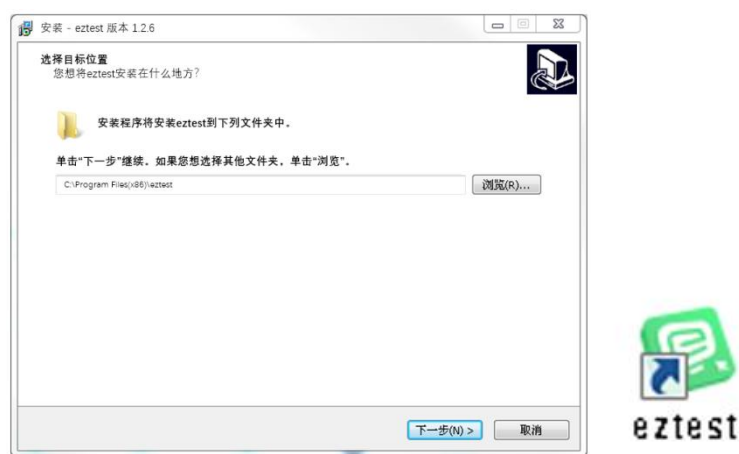 安装 - eztest 版本 1.2.6
选择目标位置
您想将eztest安装在什么地方?
安装程序将安装eztest到下列文件夹中。
单击“下一步”继续。如果您想选择其他文件夹，单击“浏览”。
C:\Program Files(x86)\eztest
浏览(R)...
下一步(N) >
取消
eztest